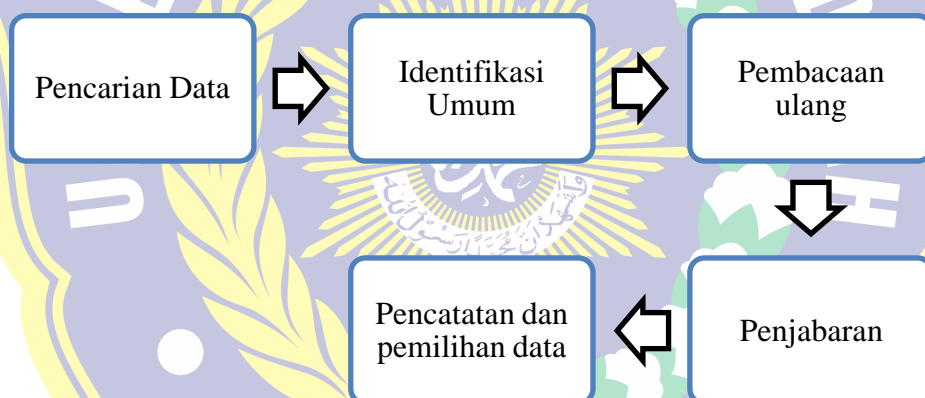 Pencarian Data
Identifikasi
Umum
Pembacaan
ulang
Penjabaran
Pencatatan dan
pemilihan data